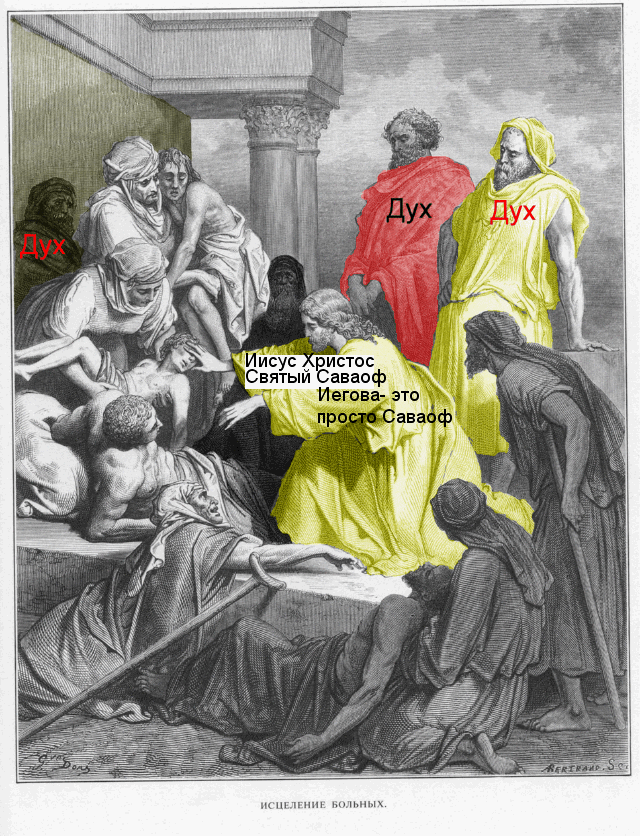 Дух
Дух
Дух
Иисус Христос
Святый Саваоф
Иегова- это
просто Саваоф
ИСЦЕЛЕНИЕ БОЛЬНЫХ.